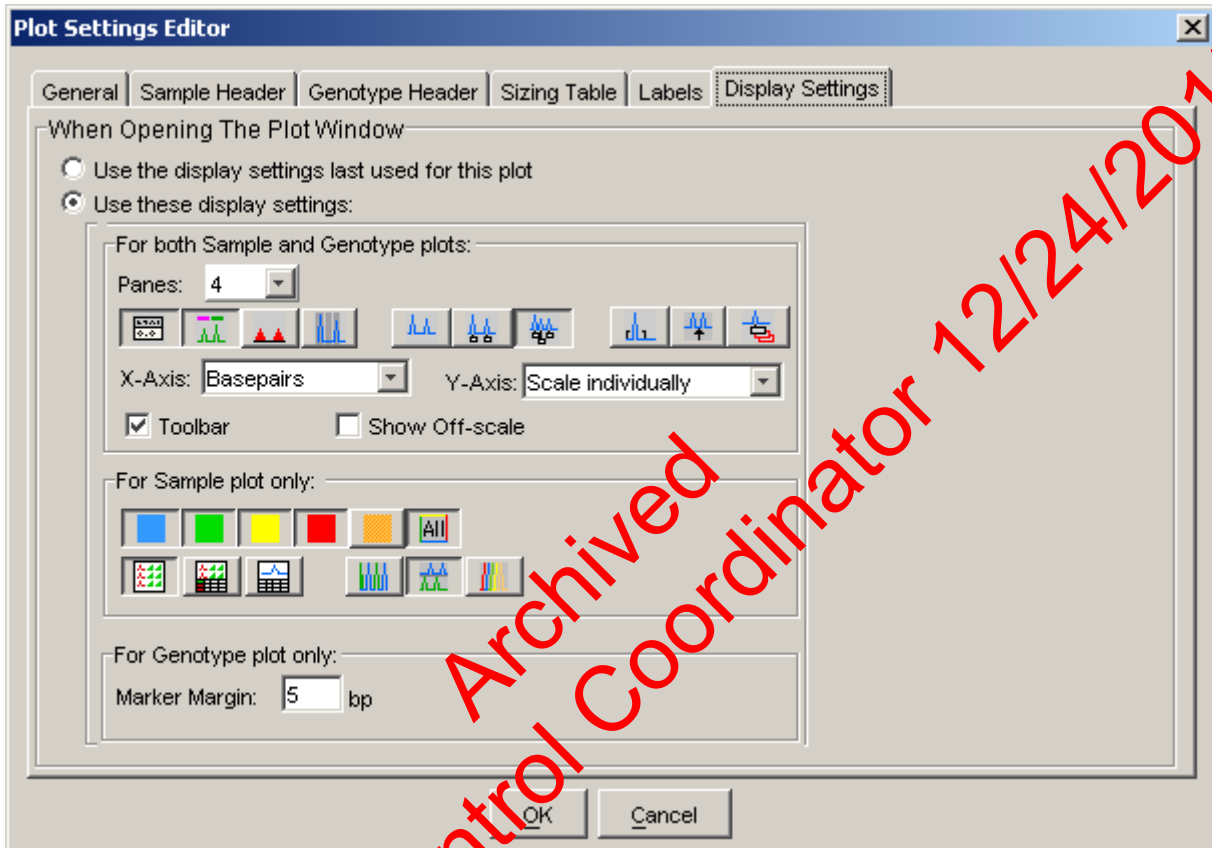 Plot Settings Editor
General Sample Header Genotype Header Sizing Table Labels Display Settings
When Opening The Plot Window
Use the display settings last used for this plot
Use these display settings:
For both Sample and Genotype plots:
Panes: 4
X-Axis: Basepairs Y-Axis: Scale individually
Toolbar Show Off-scale
For Sample plot only:
All
For Genotype plot only:
Marker Margin: 5 bp
OK Cancel
Archived
Coordinator 12/24/201